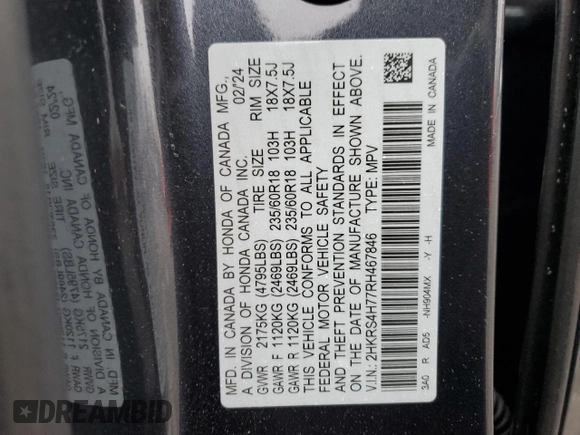 MFD. IN CANADA BY HONDA OF CANADA MFG.,
A DIVISION OF HONDA CANADA INC. 02/24
GVWR 2175KG (4795LBS) TIRE SIZE RIM SIZE
GAWR F 1120KG (2469LBS) 235/60R18 103H 18X7.5J
GAWR R 1120KG (2469LBS) 235/60R18 103H 18X7.5J
THIS VEHICLE CONFORMS TO ALL APPLICABLE
FEDERAL MOTOR VEHICLE SAFETY
AND THEFT PREVENTION STANDARDS IN EFFECT
ON THE DATE OF MANUFACTURE SHOWN ABOVE.
V.I.N.: 2HKRS4H77RH467846 TYPE: MPV
3A0 R AD5 -NH904MX -Y -H MADE IN CANADA
DREAMBID